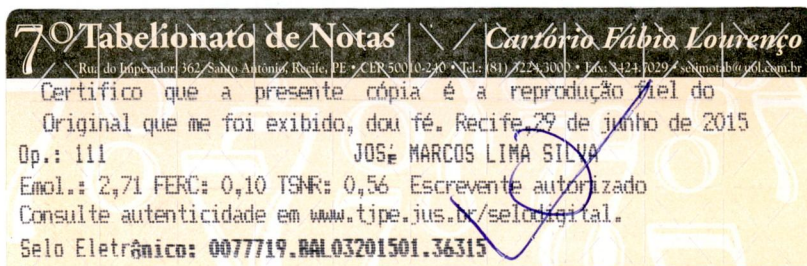 7º Tabelionato de Notas Cartório Fábio Lourenço
Rua do Imperador, 362, Santo Antônio, Recife, PE • CEP 50010-240 • Tel.: (81) 3224.3000 • Fax: 3424.7029 • setimotab@uol.com.br
Certifico que a presente cópia é a reprodução fiel do
Original que me foi exibido, dou fé. Recife, 29 de junho de 2015
Op.: 111 JOSÉ MARCOS LIMA SILVA
Emol.: 2,71 FERC: 0,10 TSNR: 0,56 Escrevente autorizado
Consulte autenticidade em www.tjpe.jus.br/selodigital.
Selo Eletrônico: 0077719.BAL03201501.36315